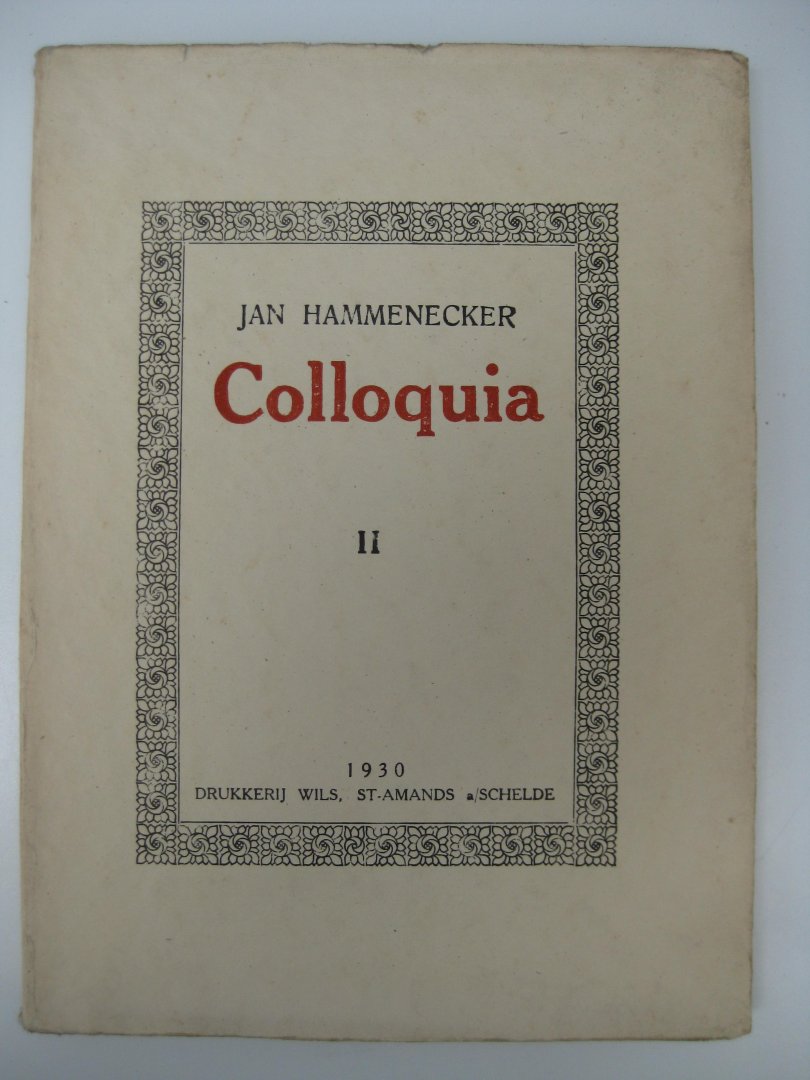 JAN HAMMENECKER
Colloquia
II
1930
DRUKKERIJ WILS, ST-AMANDS a/SCHELDE